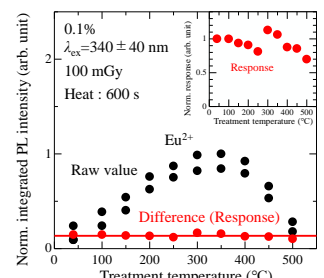 Norm. integrated PL intensity (arb. unit)
2
1
0
0.1%
λex=340 ± 40 nm
100 mGy
Heat : 600 s
Eu2+
Raw value
Difference (Response)
0 100 200 300 400 500
Treatment temperature (°C)
Norm. response (arb. unit)
1
0.5
0
Response
0 100 200 300 400 500
Treatment temperature (°C)